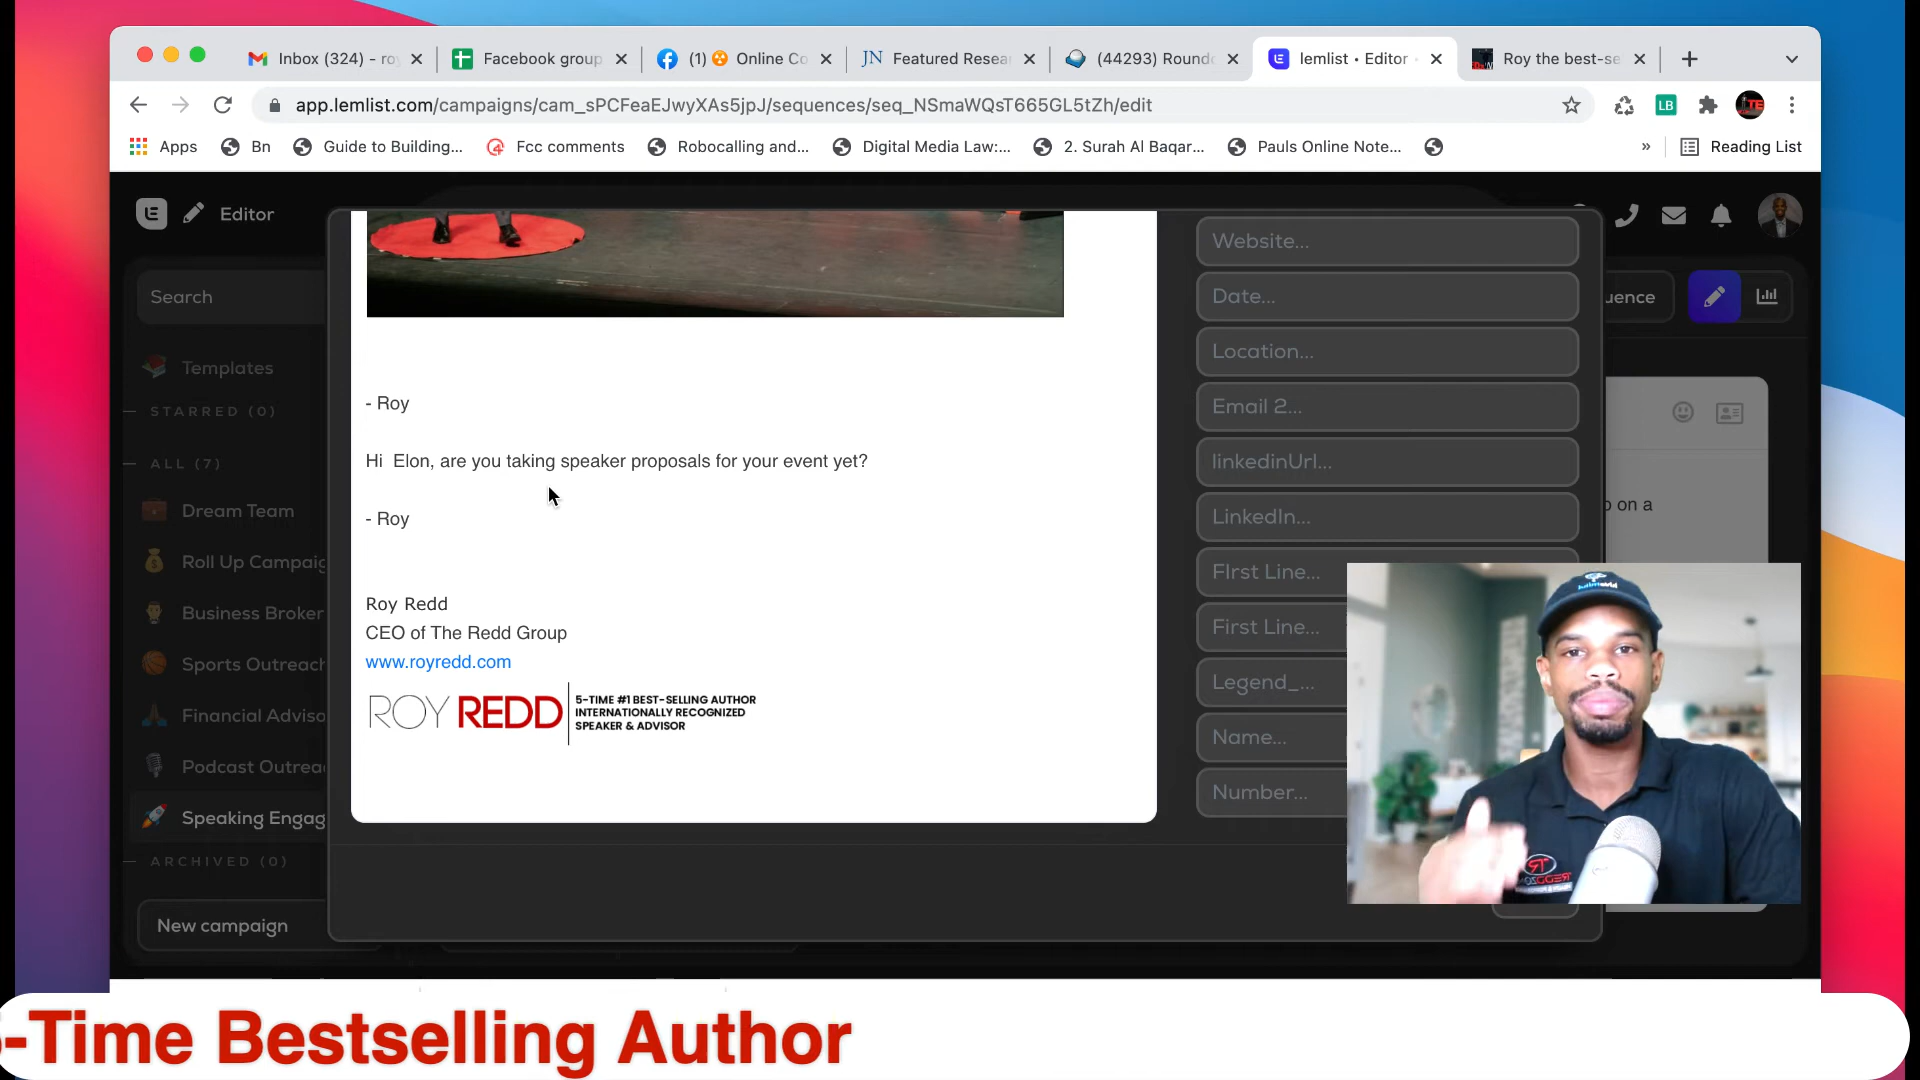 Inbox (324) - roy
Facebook group
(1) Online Co
JN Featured Resear
(44293) Roundc
lemlist • Editor
Roy the best-se
app.lemlist.com/campaigns/cam_sPCFeaEJwyXAs5jpJ/sequences/seq_NSmaWQsT665GL5tZh/edit
LB
Apps
Bn
Guide to Building...
Fcc comments
Robocalling and...
Digital Media Law:...
2. Surah Al Baqar...
Pauls Online Note...
»
Reading List
Editor
Search
Templates
STARRED (0)
ALL (7)
Dream Team
Roll Up Campaig
Business Broker
Sports Outreach
Financial Adviso
Podcast Outrea
Speaking Engag
ARCHIVED (0)
New campaign
- Roy
Hi Elon, are you taking speaker proposals for your event yet?
- Roy
Roy Redd
CEO of The Redd Group
www.royredd.com
ROY REDD
5-TIME #1 BEST-SELLING AUTHOR
INTERNATIONALLY RECOGNIZED
SPEAKER & ADVISOR
Website...
Date...
Location...
Email 2...
linkedinUrl...
LinkedIn...
FIrst Line...
First Line...
Legend_...
Name...
Number...
uence
on a
-Time Bestselling Author